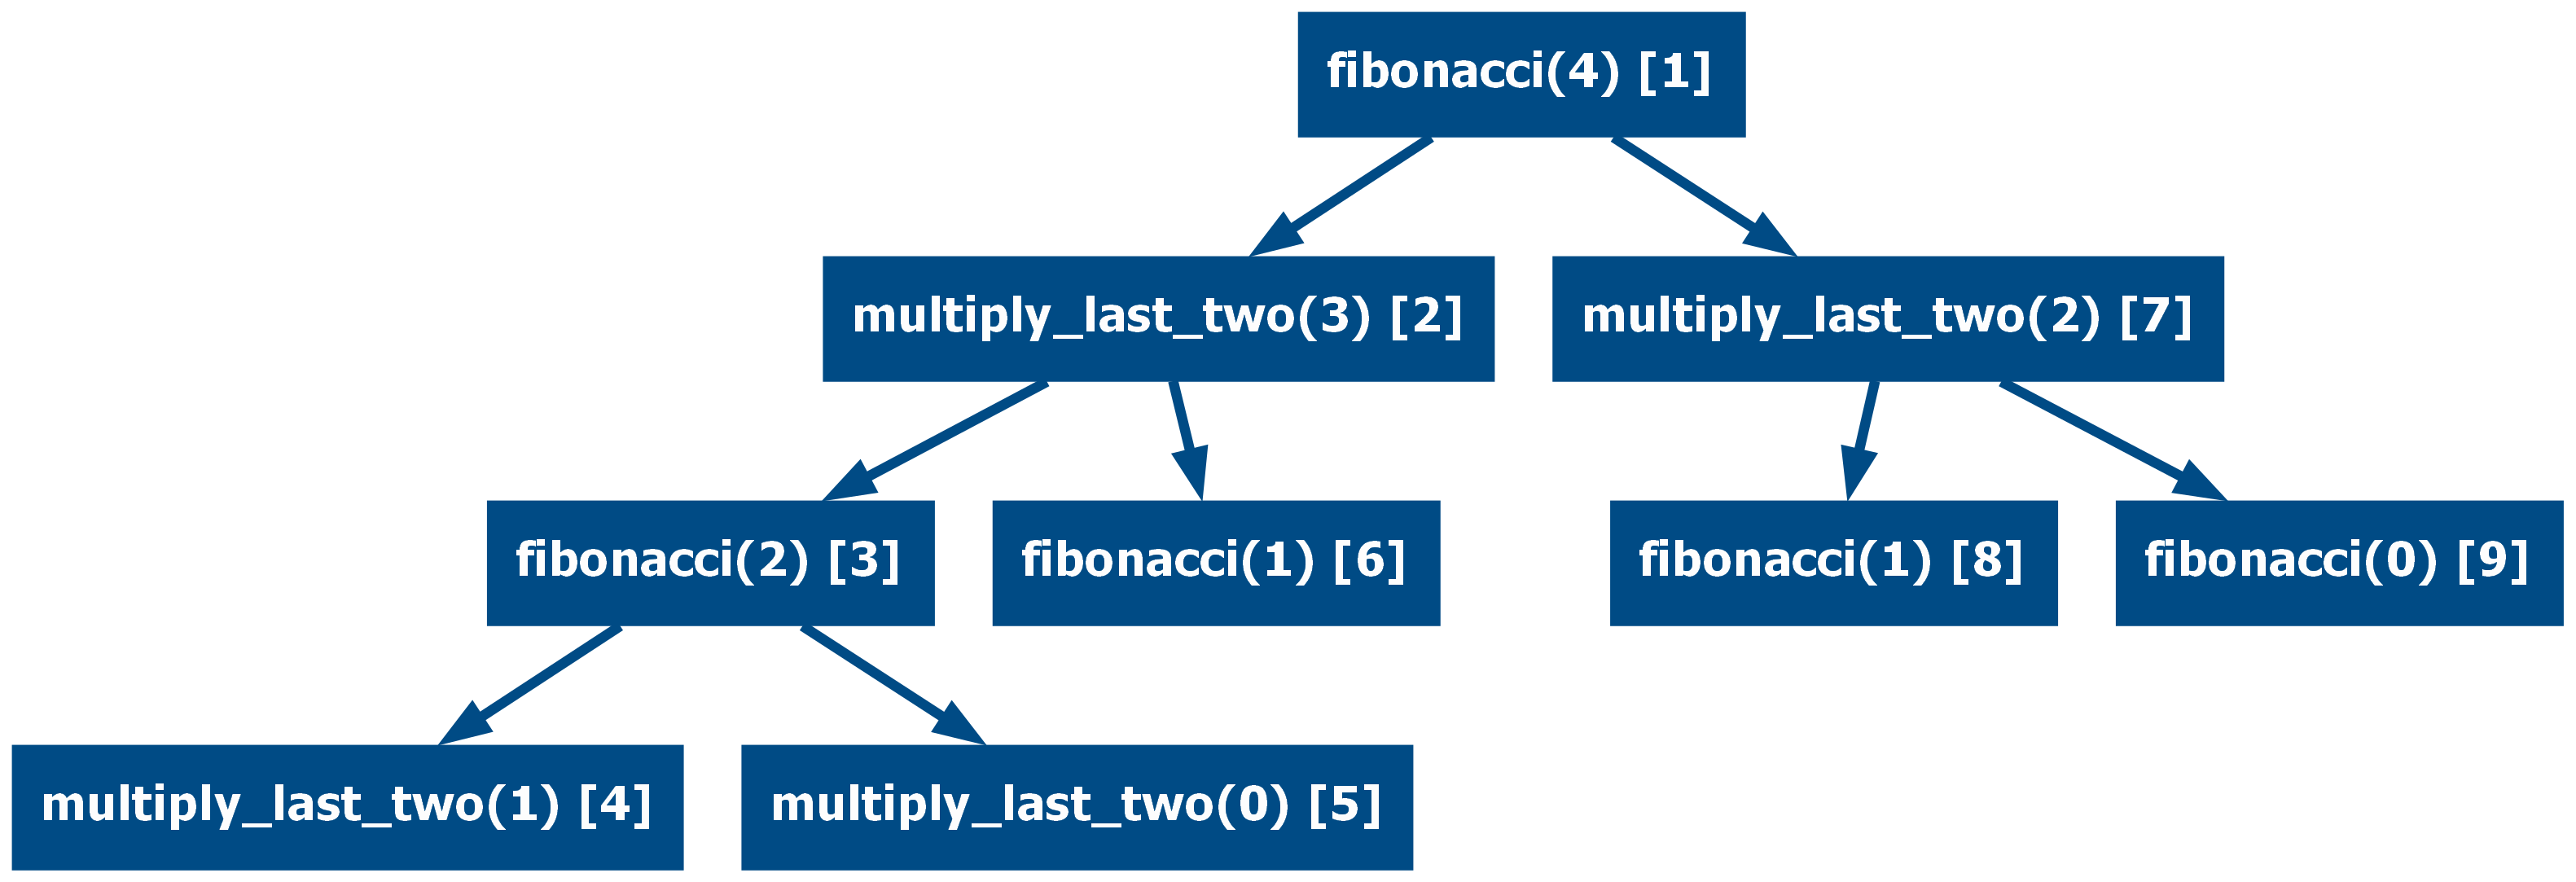 fibonacci(4) [1]
multiply_last_two(3) [2]
multiply_last_two(2) [7]
fibonacci(2) [3]
fibonacci(1) [6]
fibonacci(1) [8]
fibonacci(0) [9]
multiply_last_two(1) [4]
multiply_last_two(0) [5]